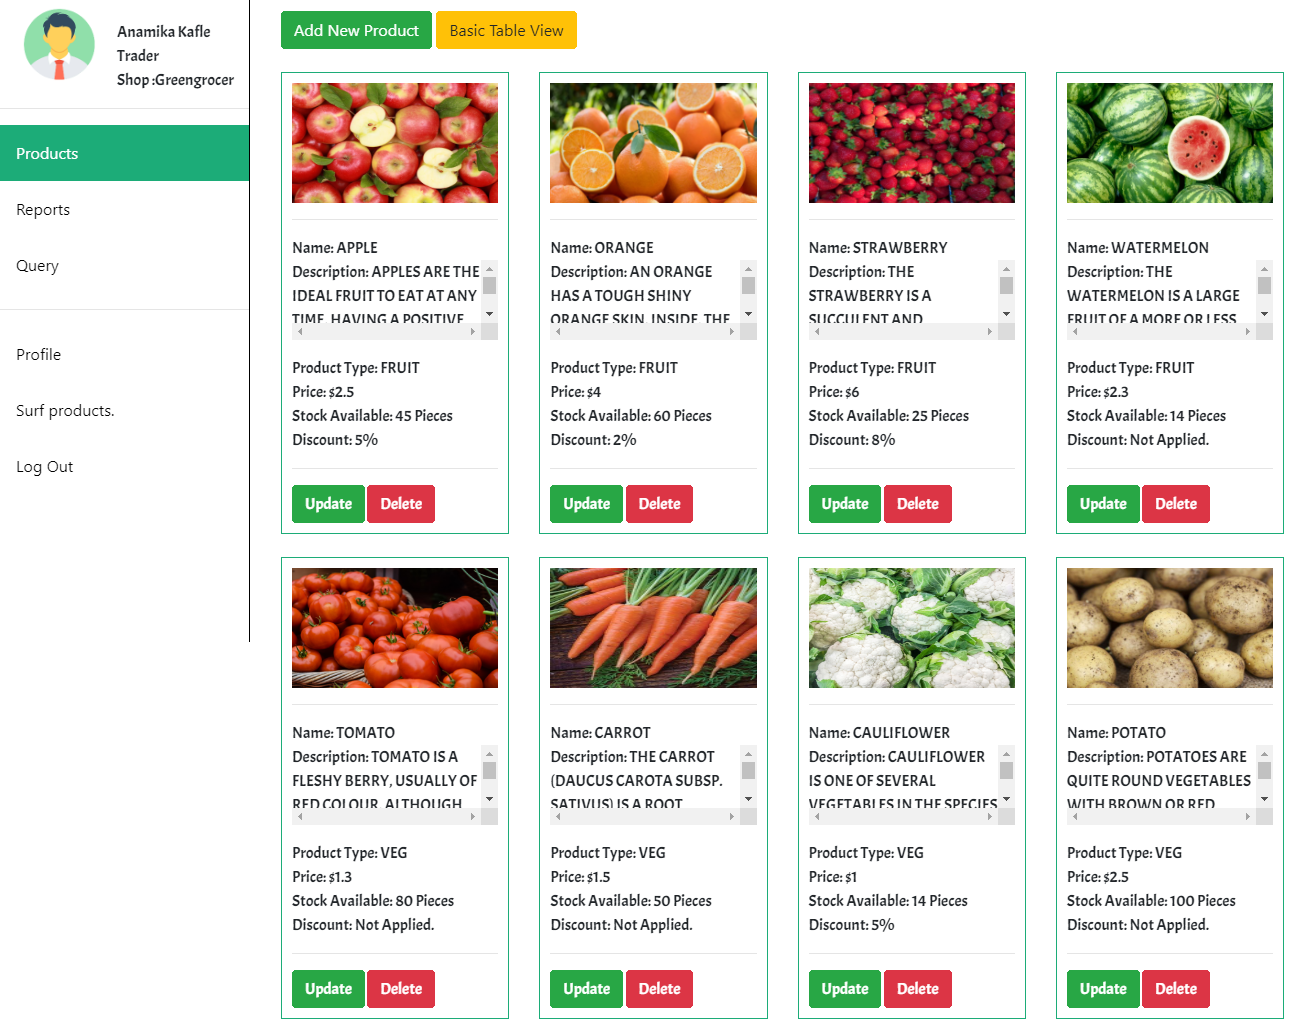 Anamika Kafle
Trader
Shop :Greengrocer
Products
Reports
Query
Profile
Surf products.
Log Out
Add New Product
Basic Table View
Name: APPLE
Description: APPLES ARE THE
IDEAL FRUIT TO EAT AT ANY
TIME, HAVING A POSITIVE
Product Type: FRUIT
Price: $2.5
Stock Available: 45 Pieces
Discount: 5%
Update
Delete
Name: ORANGE
Description: AN ORANGE
HAS A TOUGH SHINY
ORANGE SKIN. INSIDE, THE
Product Type: FRUIT
Price: $4
Stock Available: 60 Pieces
Discount: 2%
Update
Delete
Name: STRAWBERRY
Description: THE
STRAWBERRY IS A
SUCCULENT AND
Product Type: FRUIT
Price: $6
Stock Available: 25 Pieces
Discount: 8%
Update
Delete
Name: WATERMELON
Description: THE
WATERMELON IS A LARGE
FRUIT OF A MORE OR LESS
Product Type: FRUIT
Price: $2.3
Stock Available: 14 Pieces
Discount: Not Applied.
Update
Delete
Name: TOMATO
Description: TOMATO IS A
FLESHY BERRY, USUALLY OF
RED COLOUR, ALTHOUGH
Product Type: VEG
Price: $1.3
Stock Available: 80 Pieces
Discount: Not Applied.
Update
Delete
Name: CARROT
Description: THE CARROT
(DAUCUS CAROTA SUBSP.
SATIVUS) IS A ROOT
Product Type: VEG
Price: $1.5
Stock Available: 50 Pieces
Discount: Not Applied.
Update
Delete
Name: CAULIFLOWER
Description: CAULIFLOWER
IS ONE OF SEVERAL
VEGETABLES IN THE SPECIES
Product Type: VEG
Price: $1
Stock Available: 14 Pieces
Discount: 5%
Update
Delete
Name: POTATO
Description: POTATOES ARE
QUITE ROUND VEGETABLES
WITH BROWN OR RED
Product Type: VEG
Price: $2.5
Stock Available: 100 Pieces
Discount: Not Applied.
Update
Delete